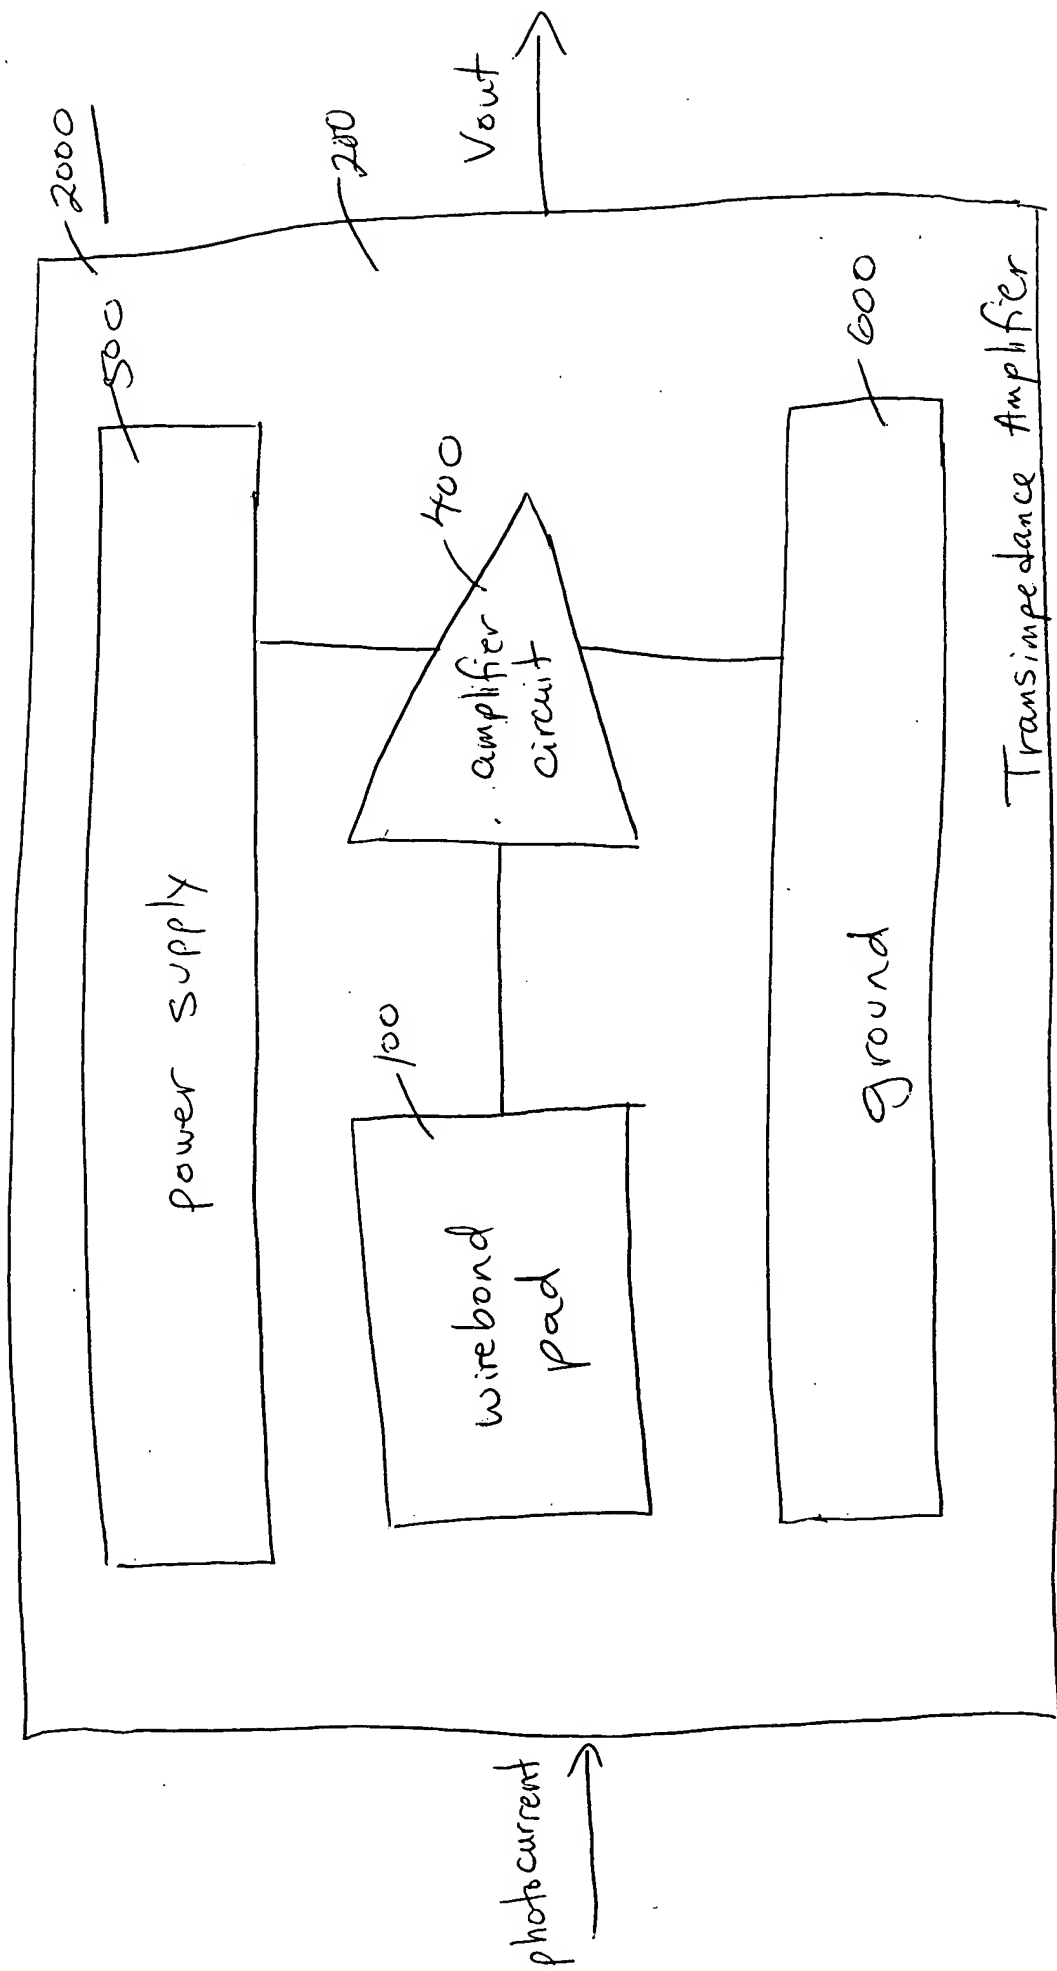 2000
500
200
power supply
400
100
wirebond
pad
amplifier
circuit
Vout
photocurrent
600
ground
Transimpedance Amplifier